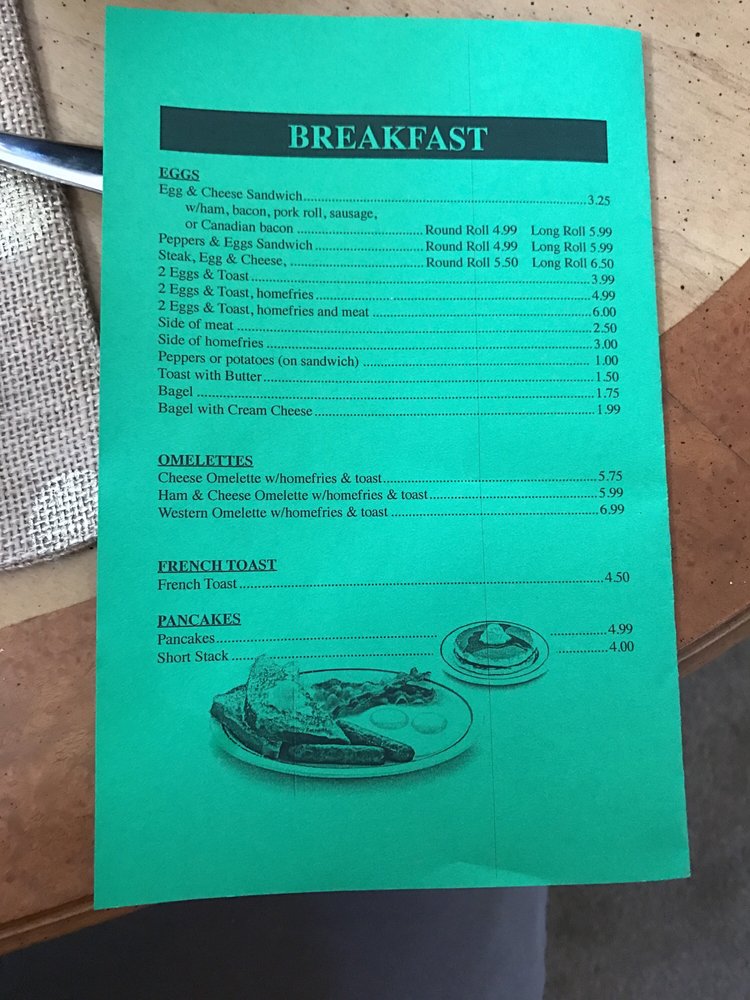 BREAKFAST
EGGS
Egg & Cheese Sandwich 3.25
w/ham, bacon, pork roll, sausage,
or Canadian bacon Round Roll 4.99 Long Roll 5.99
Peppers & Eggs Sandwich Round Roll 4.99 Long Roll 5.99
Steak, Egg & Cheese, Round Roll 5.50 Long Roll 6.50
2 Eggs & Toast 3.99
2 Eggs & Toast, homefries 4.99
2 Eggs & Toast, homefries and meat 6.00
Side of meat 2.50
Side of homefries 3.00
Peppers or potatoes (on sandwich) 1.00
Toast with Butter 1.50
Bagel 1.75
Bagel with Cream Cheese 1.99
OMELETTES
Cheese Omelette w/homefries & toast 5.75
Ham & Cheese Omelette w/homefries & toast 5.99
Western Omelette w/homefries & toast 6.99
FRENCH TOAST
French Toast 4.50
PANCAKES
Pancakes 4.99
Short Stack 4.00